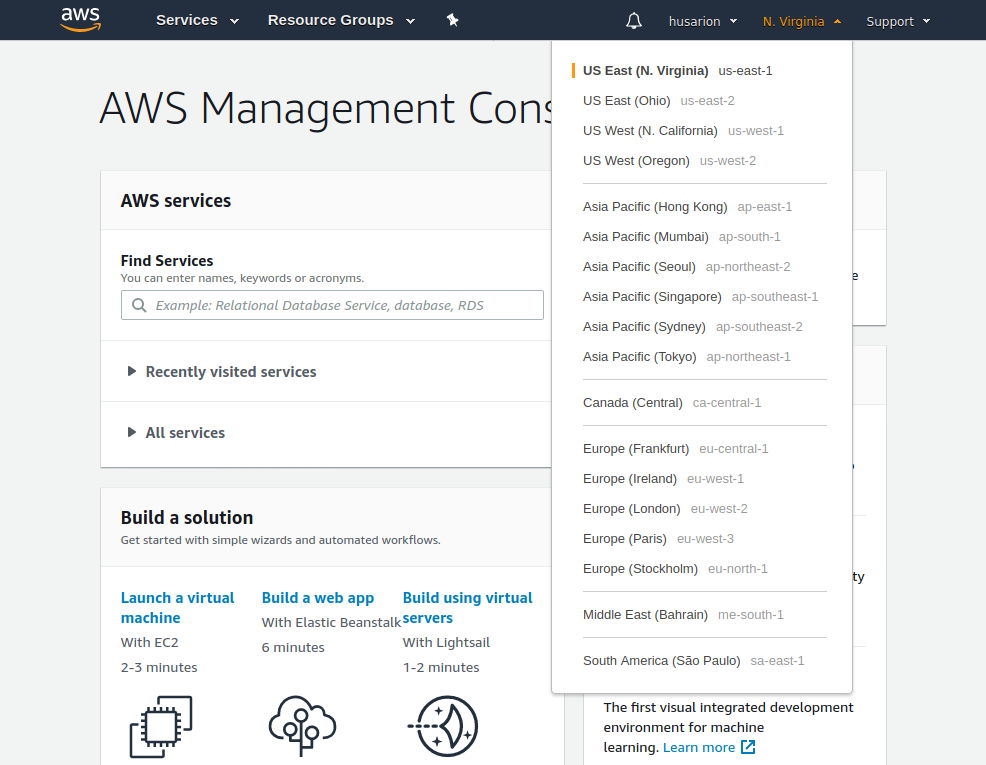 aws Services Resource Groups husarion N. Virginia Support
AWS Management Cons
AWS services
Find Services
You can enter names, keywords or acronyms.
Example: Relational Database Service, database, RDS
Recently visited services
All services
Build a solution
Get started with simple wizards and automated workflows.
Launch a virtual
machine
With EC2
2-3 minutes
Build a web app
With Elastic Beanstalk
6 minutes
Build using virtual
servers
With Lightsail
1-2 minutes
US East (N. Virginia) us-east-1
US East (Ohio) us-east-2
US West (N. California) us-west-1
US West (Oregon) us-west-2
Asia Pacific (Hong Kong) ap-east-1
Asia Pacific (Mumbai) ap-south-1
Asia Pacific (Seoul) ap-northeast-2
Asia Pacific (Singapore) ap-southeast-1
Asia Pacific (Sydney) ap-southeast-2
Asia Pacific (Tokyo) ap-northeast-1
Canada (Central) ca-central-1
Europe (Frankfurt) eu-central-1
Europe (Ireland) eu-west-1
Europe (London) eu-west-2
Europe (Paris) eu-west-3
Europe (Stockholm) eu-north-1
Middle East (Bahrain) me-south-1
South America (São Paulo) sa-east-1
e
ty
The first visual integrated development
environment for machine
learning. Learn more